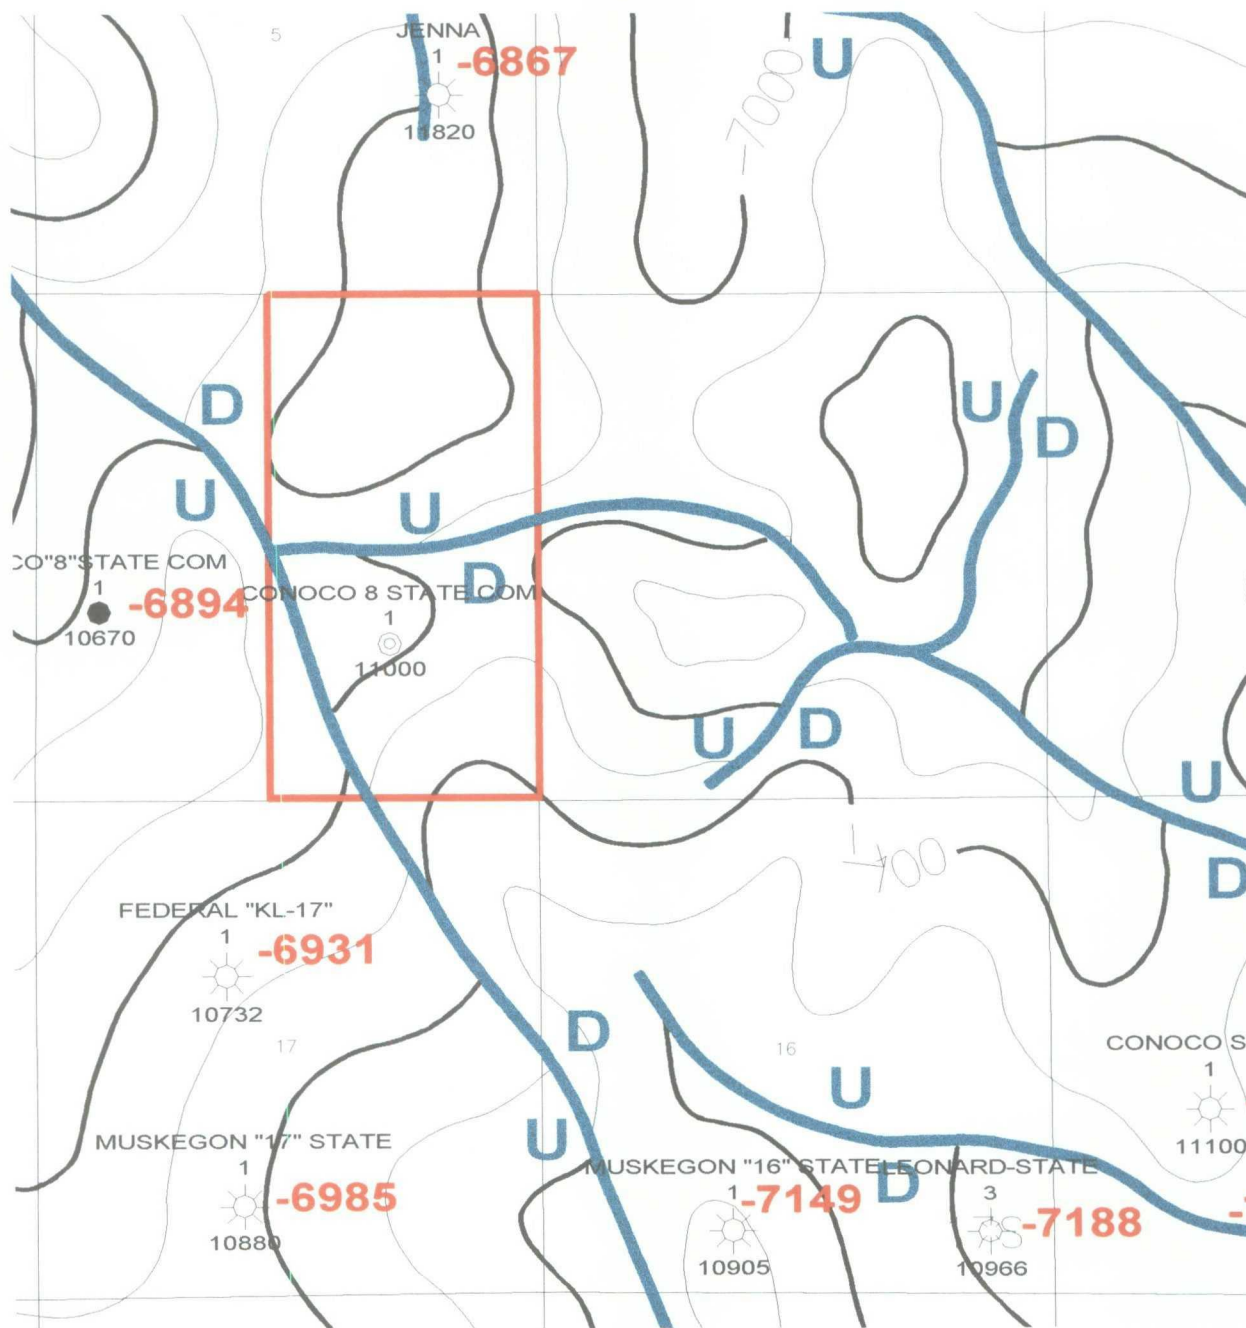 5
JENNA
1
-6867
11820
-7000
U
D
U
U
D
U
D
CO"8"STATE COM
1
-6894
10670
CONOCO 8 STATE COM
1
11000
U
D
U
D
FEDERAL "KL-17"
1
-6931
10732
17
D
U
16
U
D
CONOCO S
1
11100
MUSKEGON "17" STATE
1
-6985
10880
MUSKEGON "16" STATE
1
-7149
10905
LEONARD-STATE
3
-7188
S
10966